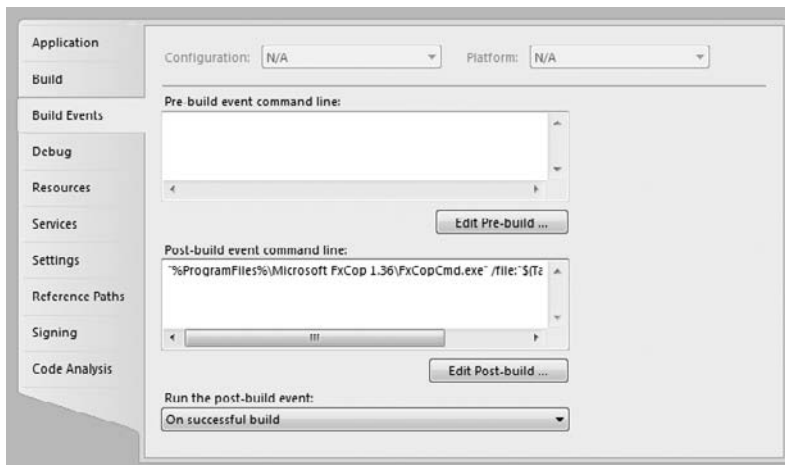 Application
Build
Build Events
Debug
Resources
Services
Settings
Reference Paths
Signing
Code Analysis
Configuration: N/A Platform: N/A
Pre-build event command line:
Edit Pre-build ...
Post-build event command line:
"%ProgramFiles%\Microsoft FxCop 1.36\FxCopCmd.exe" /file:"$(Ta
Edit Post-build ...
Run the post-build event:
On successful build